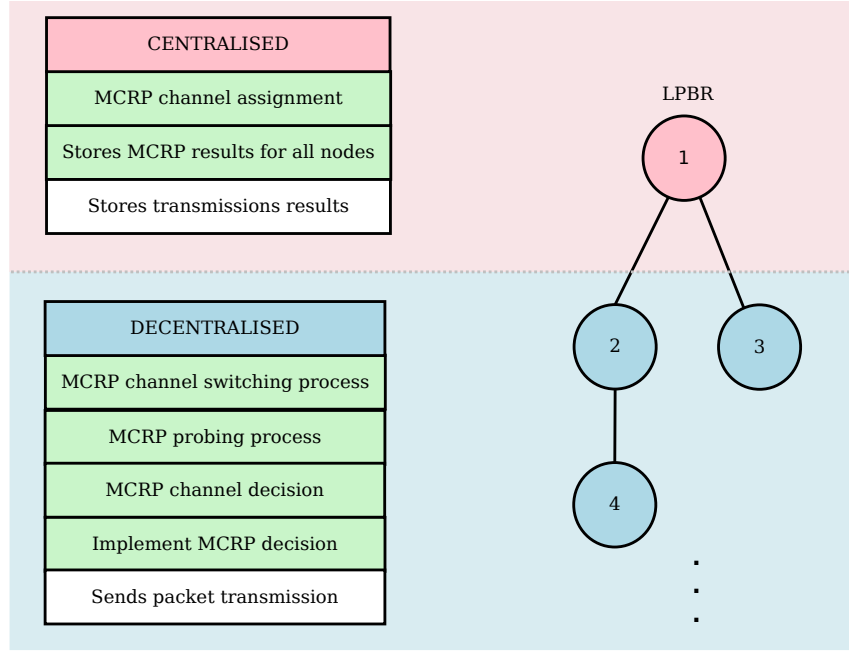 CENTRALISED
MCRP channel assignment
Stores MCRP results for all nodes
Stores transmissions results
LPBR
1
DECENTRALISED
MCRP channel switching process
MCRP probing process
MCRP channel decision
Implement MCRP decision
Sends packet transmission
2
3
4